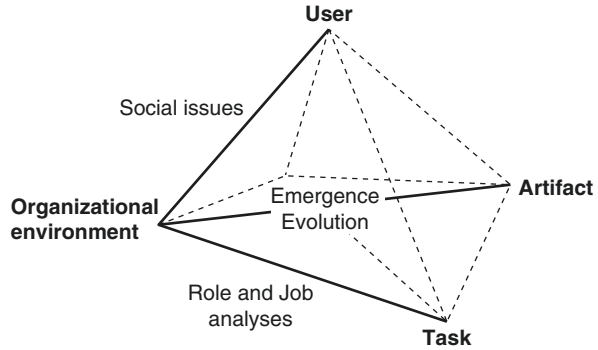 User
Social issues
Artifact
Emergence
Evolution
Organizational
environment
Role and Job
analyses
Task